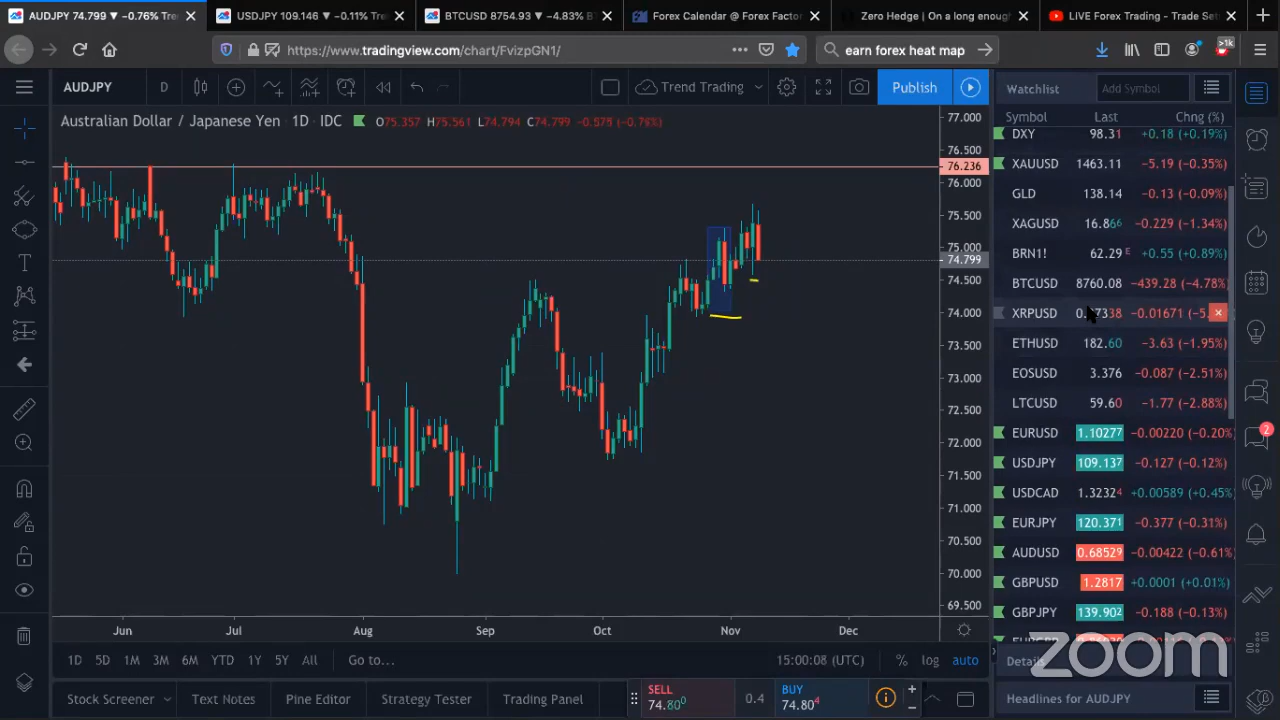 AUDJPY 74.799 ▼ −0.76% Tre
USDJPY 109.146 ▼ −0.11% Tre
BTCUSD 8754.93 ▼ −4.83% B
Forex Calendar @ Forex Facto
Zero Hedge | On a long enoug
LIVE Forex Trading - Trade Set
https://www.tradingview.com/chart/FvizpGN1/
earn forex heat map
>1k
AUDJPY
D
Trend Trading
Publish
Watchlist
Add Symbol
Australian Dollar / Japanese Yen · 1D · IDC
O75.357 H75.561 L74.794 C74.799 −0.575 (−0.76%)
Symbol Last Chng (%)
DXY 98.31 +0.18 (+0.19%)
XAUUSD 1463.11 −5.19 (−0.35%)
GLD 138.14 −0.13 (−0.09%)
XAGUSD 16.866 −0.229 (−1.34%)
BRN1! 62.29 E +0.55 (+0.89%)
BTCUSD 8760.08 −439.28 (−4.78%)
XRPUSD −0.01671
ETHUSD 182.60 −3.63 (−1.95%)
EOSUSD 3.376 −0.087 (−2.51%)
LTCUSD 59.60 −1.77 (−2.88%)
EURUSD 1.10277 −0.00220 (−0.20%
USDJPY 109.137 −0.127 (−0.12%)
USDCAD 1.32324 +0.00589 (+0.45%
EURJPY 120.371 −0.377 (−0.31%)
AUDUSD 0.68529 −0.00422 (−0.61%
GBPUSD 1.2817 +0.0001 (+0.01%)
GBPJPY 139.902 −0.188 (−0.13%)
77.000
76.500
76.236
76.000
75.500
75.000
74.799
74.500
74.000
73.500
73.000
72.500
72.000
71.500
71.000
70.500
70.000
69.500
Jun Jul Aug Sep Oct Nov Dec
1D 5D 1M 3M 6M YTD 1Y 5Y All Go to...
15:00:08 (UTC) % log auto
Details
zoom
Stock Screener Text Notes Pine Editor Strategy Tester Trading Panel
SELL
74.800
0.4
BUY
74.804
Headlines for AUDJPY
2